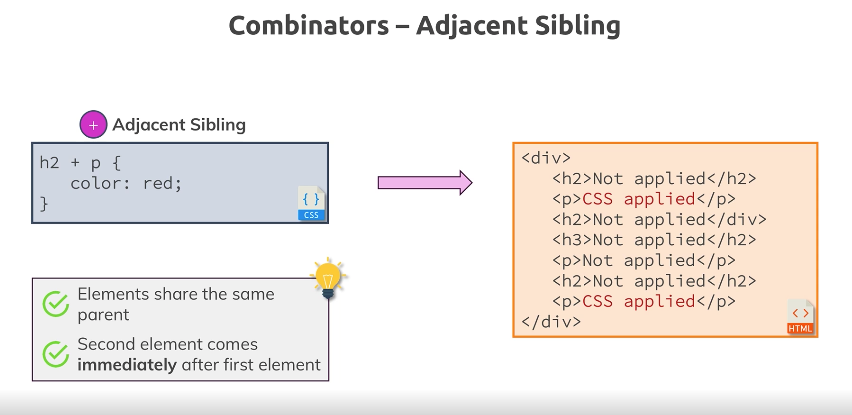 Combinators – Adjacent Sibling
+ Adjacent Sibling
h2 + p {
color: red;
}
{ }
CSS
Elements share the same
parent
Second element comes
immediately after first element
<div>
<h2>Not applied</h2>
<p>CSS applied</p>
<h2>Not applied</div>
<h3>Not applied</h2>
<p>Not applied</p>
<h2>Not applied</h2>
<p>CSS applied</p>
</div>
< >
HTML